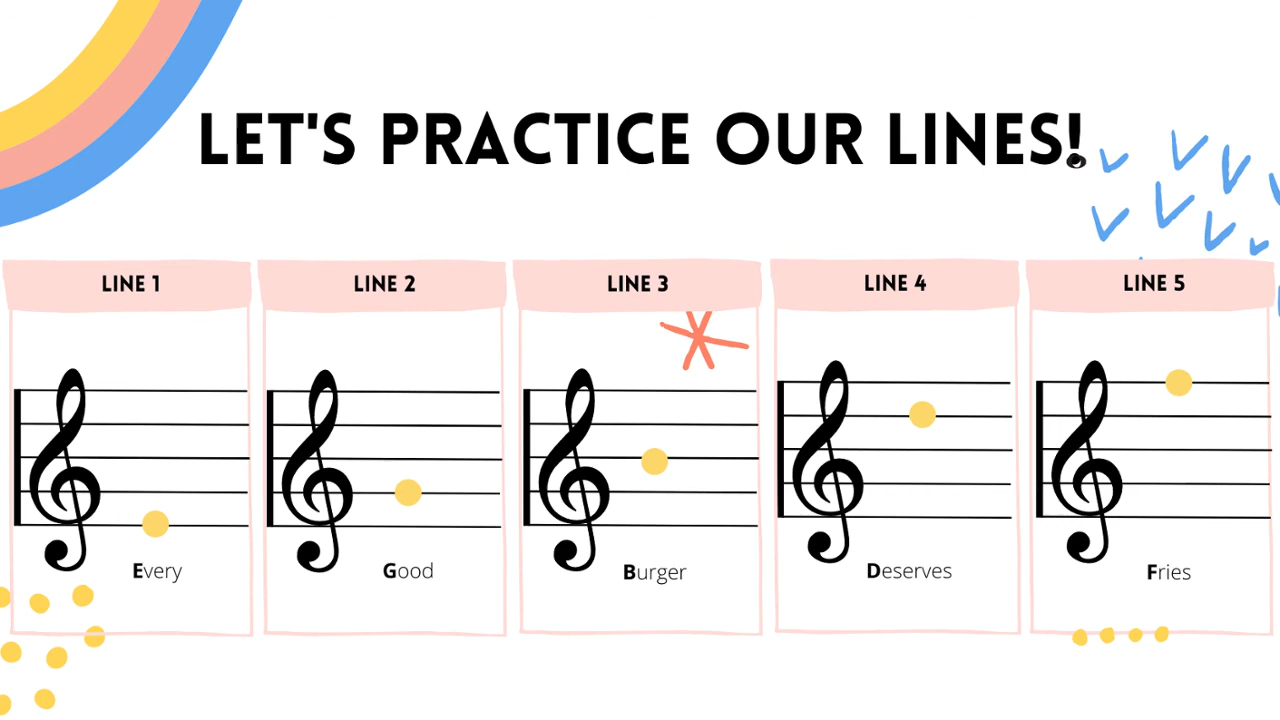 LET'S PRACTICE OUR LINES!
LINE 1
LINE 2
LINE 3
LINE 4
LINE 5
Every
Good
Burger
Deserves
Fries